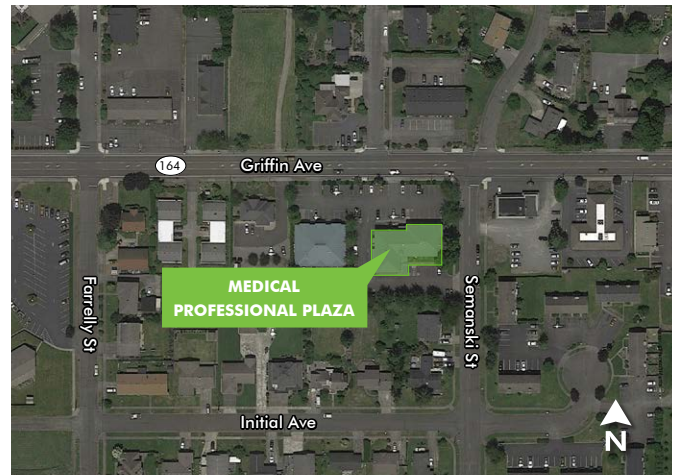 164
Griffin Ave
MEDICAL
PROFESSIONAL PLAZA
Farrelly St
Semanski St
Initial Ave
N